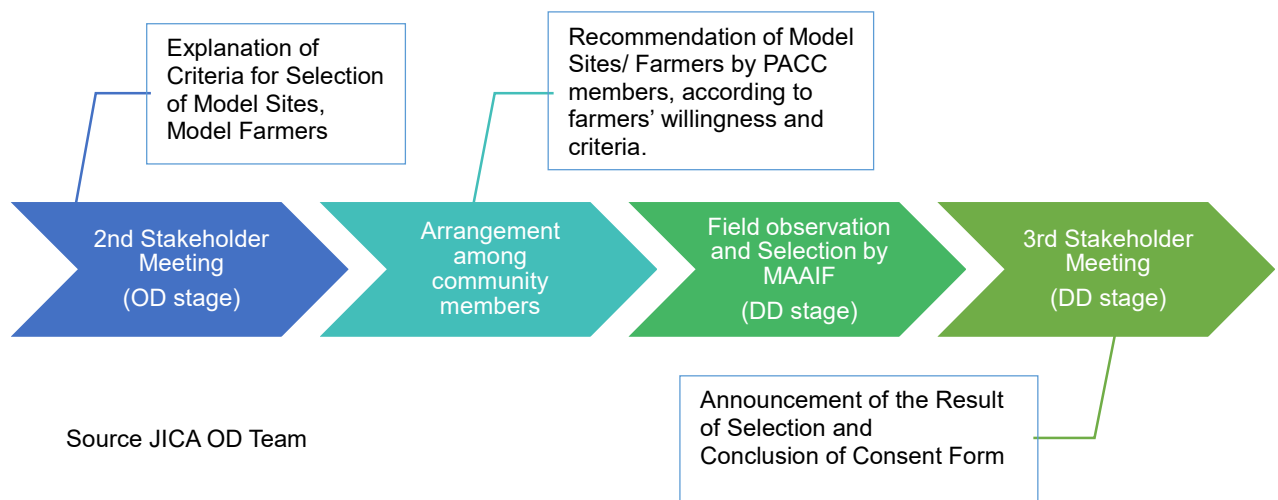 Explanation of
Criteria for Selection
of Model Sites,
Model Farmers
Recommendation of Model
Sites/ Farmers by PACC
members, according to
farmers’ willingness and
criteria.
2nd Stakeholder
Meeting
(OD stage)
Arrangement
among
community
members
Field observation
and Selection by
MAAIF
(DD stage)
3rd Stakeholder
Meeting
(DD stage)
Announcement of the Result
of Selection and
Conclusion of Consent Form
Source JICA OD Team